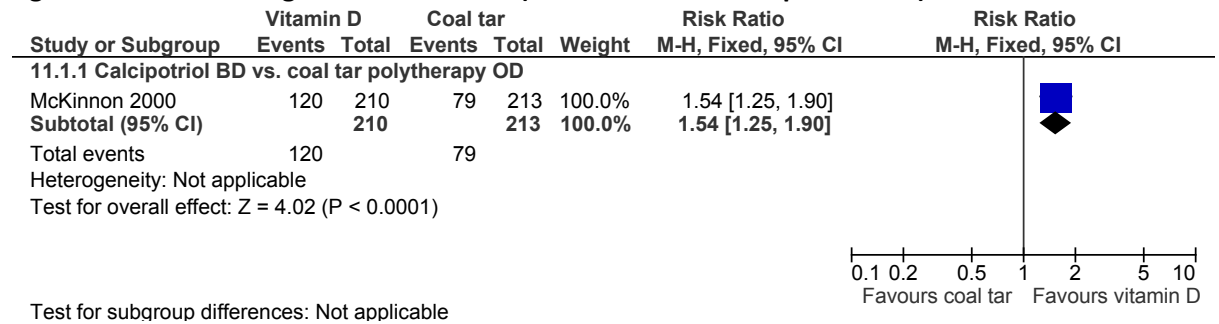 Vitamin D Coal tar Risk Ratio Risk Ratio
Study or Subgroup Events Total Events Total Weight M-H, Fixed, 95% CI M-H, Fixed, 95% CI
11.1.1 Calcipotriol BD vs. coal tar polytherapy OD
McKinnon 2000 120 210 79 213 100.0% 1.54 [1.25, 1.90]
Subtotal (95% CI) 210 213 100.0% 1.54 [1.25, 1.90]
Total events 120 79
Heterogeneity: Not applicable
Test for overall effect: Z = 4.02 (P < 0.0001)
0.1 0.2 0.5 1 2 5 10
Favours coal tar Favours vitamin D
Test for subgroup differences: Not applicable